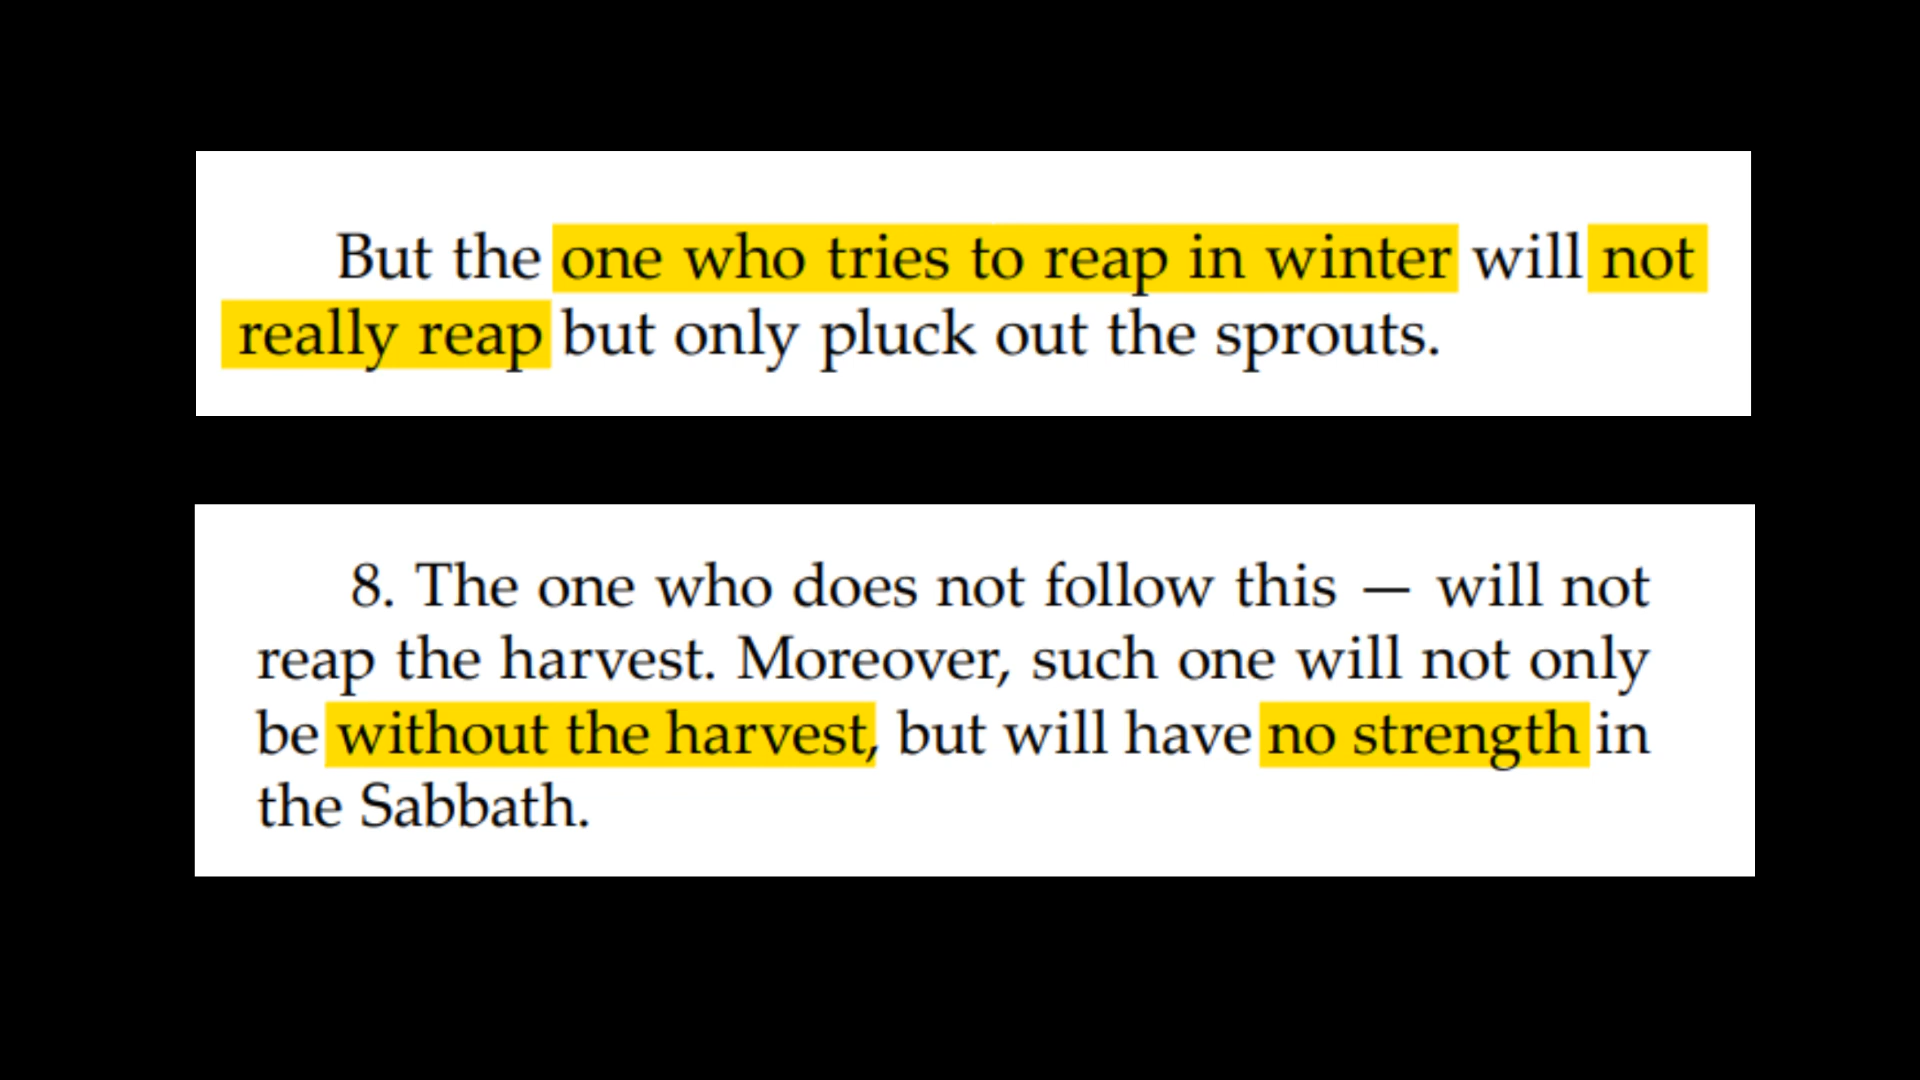 But the one who tries to reap in winter will not
really reap but only pluck out the sprouts.
8. The one who does not follow this — will not
reap the harvest. Moreover, such one will not only
be without the harvest, but will have no strength in
the Sabbath.